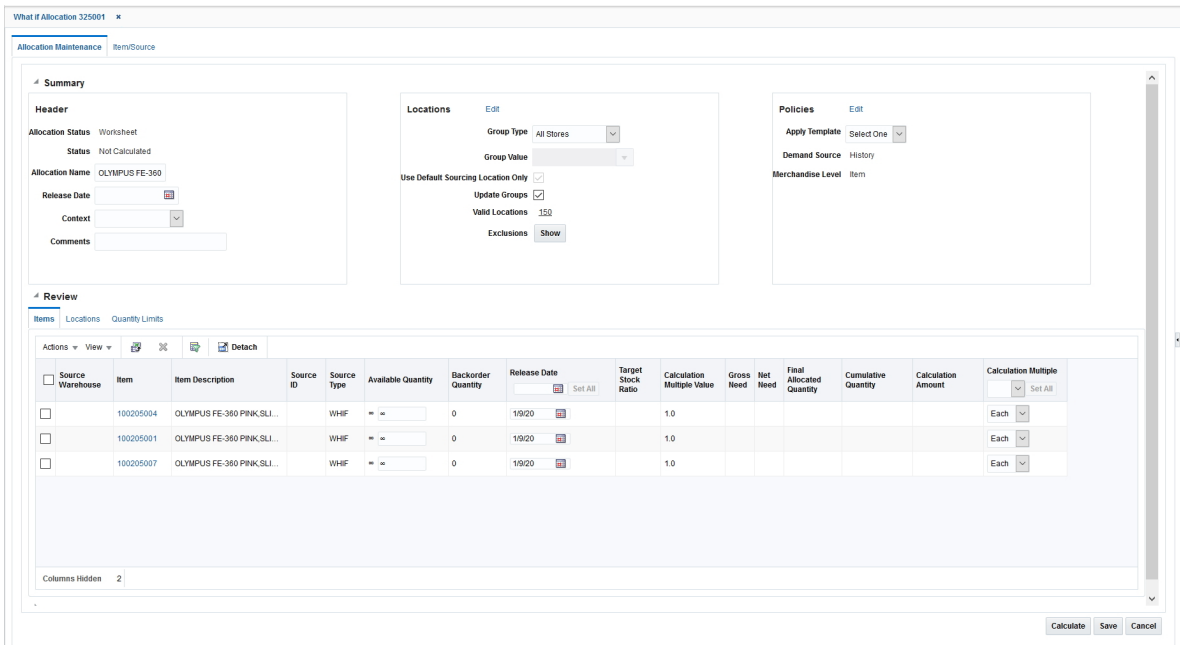 What if Allocation 325001 ×
Allocation Maintenance Item/Source
Summary
Header
Allocation Status Worksheet
Status Not Calculated
Allocation Name OLYMPUS FE-360
Release Date
Context
Comments
Locations Edit
Group Type All Stores
Group Value
Use Default Sourcing Location Only
Update Groups
Valid Locations 150
Exclusions Show
Policies Edit
Apply Template Select One
Demand Source History
Merchandise Level Item
Review
Items Locations Quantity Limits
Actions View Detach
Source Warehouse Item Item Description Source ID Source Type Available Quantity Backorder Quantity Release Date Set All Target Stock Ratio Calculation Multiple Value Gross Need Net Need Final Allocated Quantity Cumulative Quantity Calculation Amount Calculation Multiple Set All
100205004 OLYMPUS FE-360 PINK,SLI... WHIF ∞ ∞ 0 1/9/20 1.0 Each
100205001 OLYMPUS FE-360 PINK,SLI... WHIF ∞ ∞ 0 1/9/20 1.0 Each
100205007 OLYMPUS FE-360 PINK,SLI... WHIF ∞ ∞ 0 1/9/20 1.0 Each
Columns Hidden 2
Calculate Save Cancel